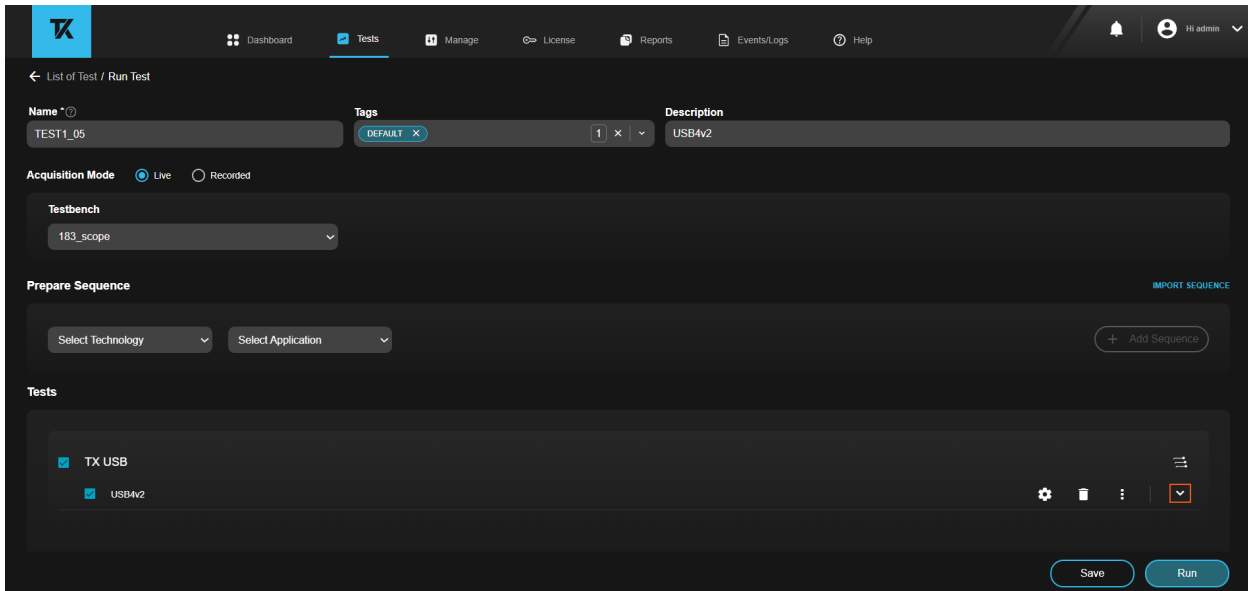 TK
Dashboard Tests Manage License Reports Events/Logs Help Hi admin
List of Test / Run Test
Name * Tags Description
TEST1_05 DEFAULT 1 USB4v2
Acquisition Mode Live Recorded
Testbench
183_scope
Prepare Sequence IMPORT SEQUENCE
Select Technology Select Application + Add Sequence
Tests
TX USB
USB4v2
Save Run